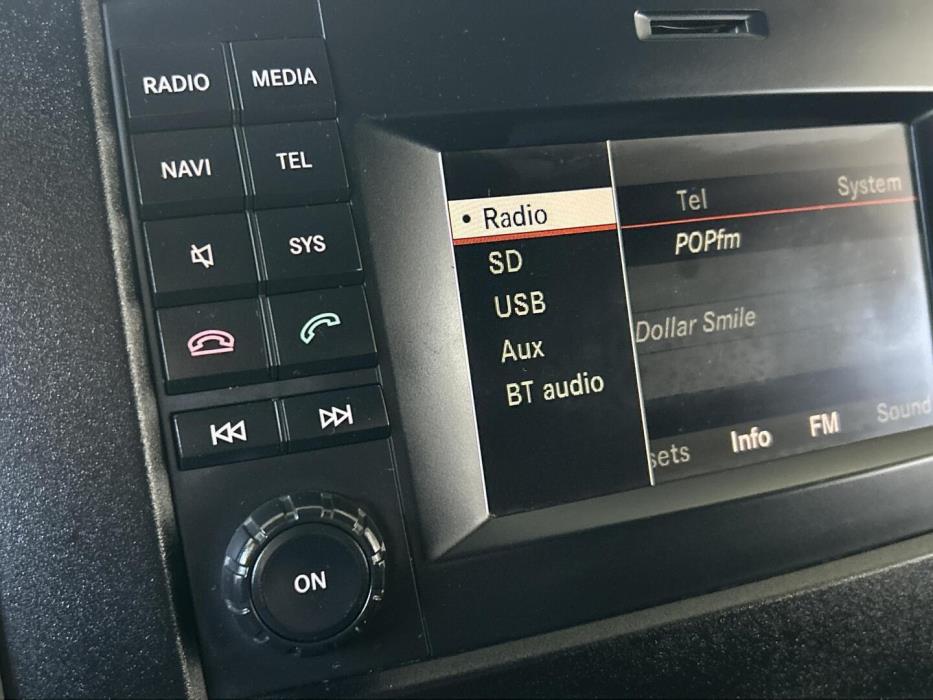 RADIO MEDIA
NAVI TEL
SYS
ON
• Radio
SD
USB
Aux
BT audio
Tel System
POPfm
Dollar Smile
sets Info FM Sound